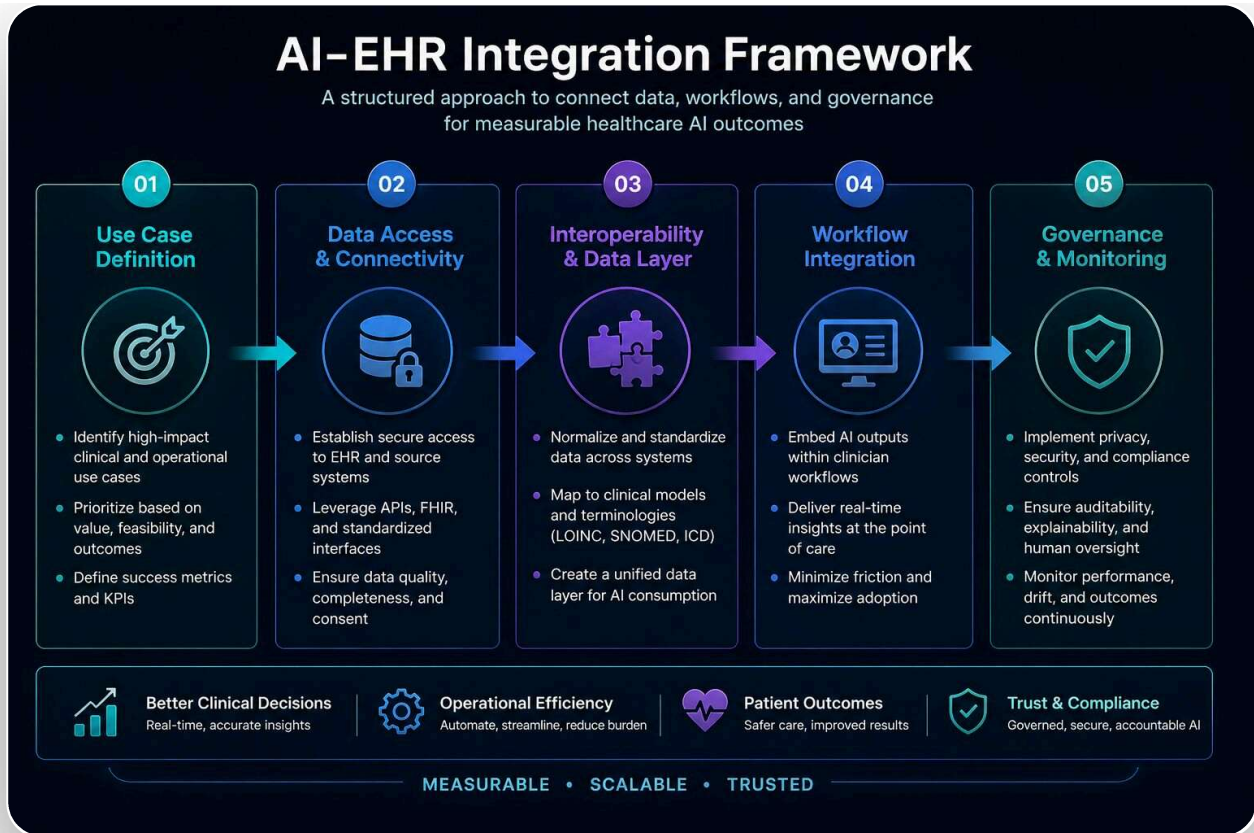 AI–EHR Integration Framework
A structured approach to connect data, workflows, and governance
for measurable healthcare AI outcomes
01
Use Case
Definition
• Identify high-impact
clinical and operational
use cases
• Prioritize based on
value, feasibility, and
outcomes
• Define success metrics
and KPIs
02
Data Access
& Connectivity
• Establish secure access
to EHR and source
systems
• Leverage APIs, FHIR,
and standardized
interfaces
• Ensure data quality,
completeness, and
consent
03
Interoperability
& Data Layer
• Normalize and standardize
data across systems
• Map to clinical models
and terminologies
(LOINC, SNOMED, ICD)
• Create a unified data
layer for AI consumption
04
Workflow
Integration
• Embed AI outputs
within clinician
workflows
• Deliver real-time
insights at the point
of care
• Minimize friction and
maximize adoption
05
Governance
& Monitoring
• Implement privacy,
security, and compliance
controls
• Ensure auditability,
explainability, and
human oversight
• Monitor performance,
drift, and outcomes
continuously
Better Clinical Decisions
Real-time, accurate insights
Operational Efficiency
Automate, streamline, reduce burden
Patient Outcomes
Safer care, improved results
Trust & Compliance
Governed, secure, accountable AI
MEASURABLE • SCALABLE • TRUSTED